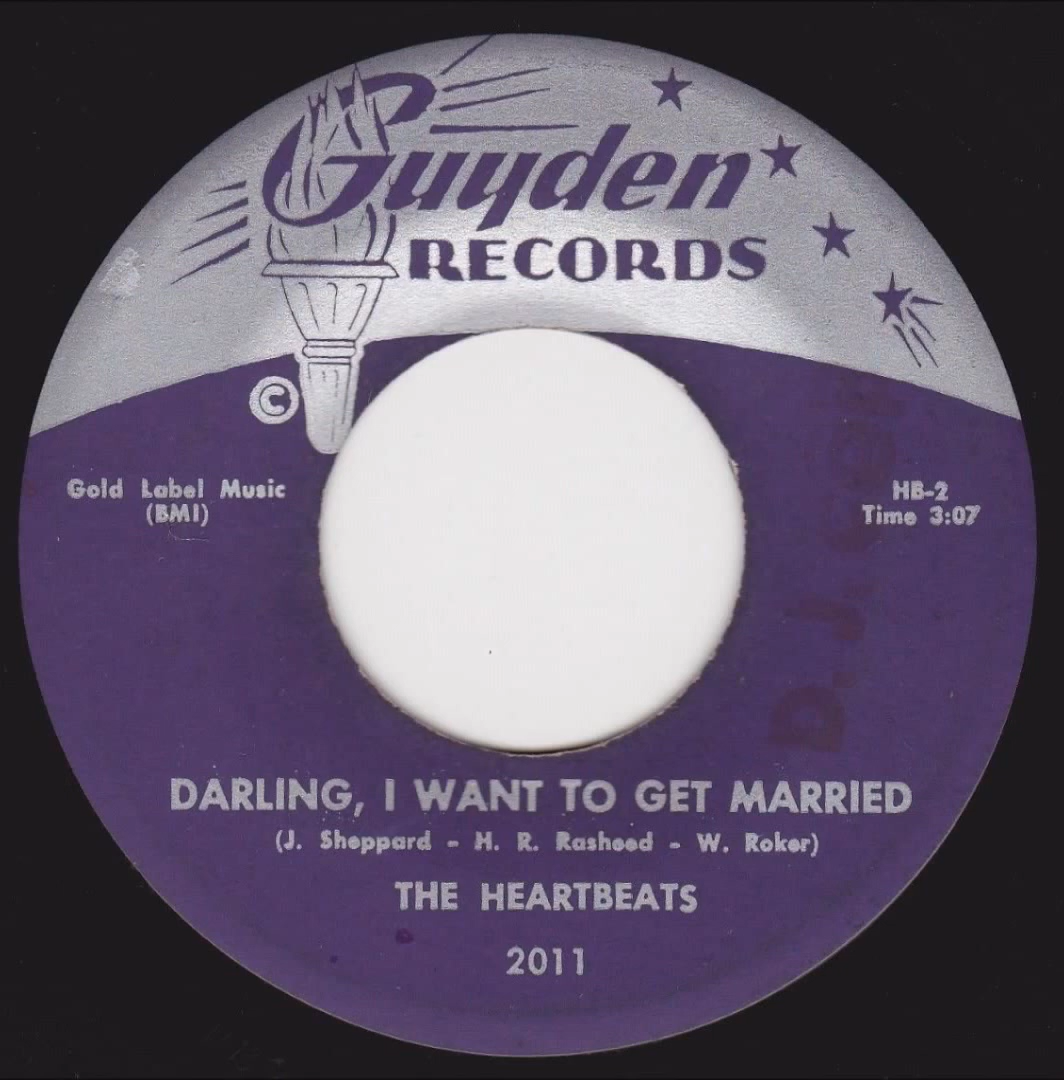 Guyden
RECORDS
©
Gold Label Music
(BMI)
HB-2
Time 3:07
DARLING, I WANT TO GET MARRIED
(J. Sheppard - H. R. Rasheed - W. Roker)
THE HEARTBEATS
2011